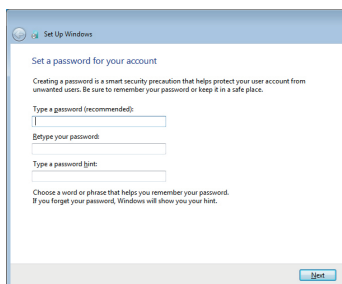 Set Up Windows
Set a password for your account
Creating a password is a smart security precaution that helps protect your user account from
unwanted users. Be sure to remember your password or keep it in a safe place.
Type a password (recommended):
Retype your password:
Type a password hint:
Choose a word or phrase that helps you remember your password.
If you forget your password, Windows will show you your hint.
Next